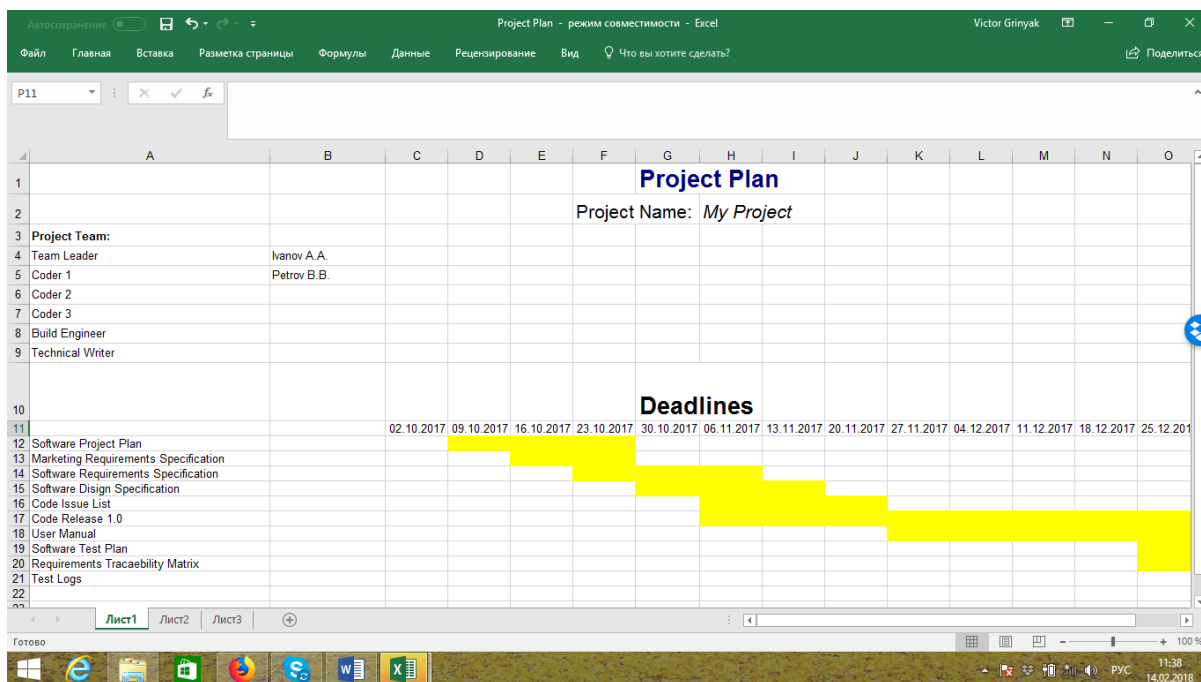 Автосохранение
Project Plan - режим совместимости - Excel
Victor Grinyak
Файл Главная Вставка Разметка страницы Формулы Данные Рецензирование Вид Что вы хотите сделать? Поделиться
P11 fx
A B C D E F G H I J K L M N O
1 Project Plan
2 Project Name: My Project
3 Project Team:
4 Team Leader Ivanov A.A.
5 Coder 1 Petrov B.B.
6 Coder 2
7 Coder 3
8 Build Engineer
9 Technical Writer
10 Deadlines
11 02.10.2017 09.10.2017 16.10.2017 23.10.2017 30.10.2017 06.11.2017 13.11.2017 20.11.2017 27.11.2017 04.12.2017 11.12.2017 18.12.2017 25.12.201
12 Software Project Plan
13 Marketing Requirements Specification
14 Software Requirements Specification
15 Software Disign Specification
16 Code Issue List
17 Code Release 1.0
18 User Manual
19 Software Test Plan
20 Requirements Tracaebility Matrix
21 Test Logs
22
23
Лист1 Лист2 Лист3
Готово 100 %
РУС 11:38
14.02.2018